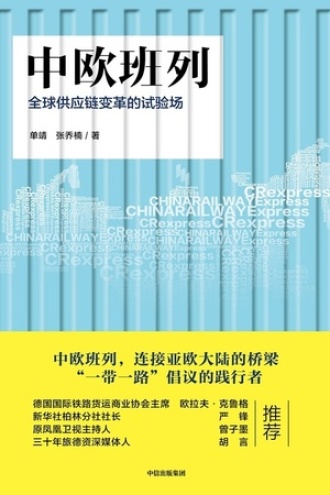 中欧班列
全球供应链变革的试验场
单靖 张乔楠 / 著
CRexpress
CHINARAILWAYExpress
CRexpress
CHINARAILWAYExpress
中欧班列，连接亚欧大陆的桥梁
“一带一路”倡议的践行者
德国国际铁路货运商业协会主席 欧拉夫·克鲁格
新华社柏林分社社长 严锋
原凤凰卫视主持人 曾子墨
三十年旅德资深媒体人 胡言
推荐
中信出版集团